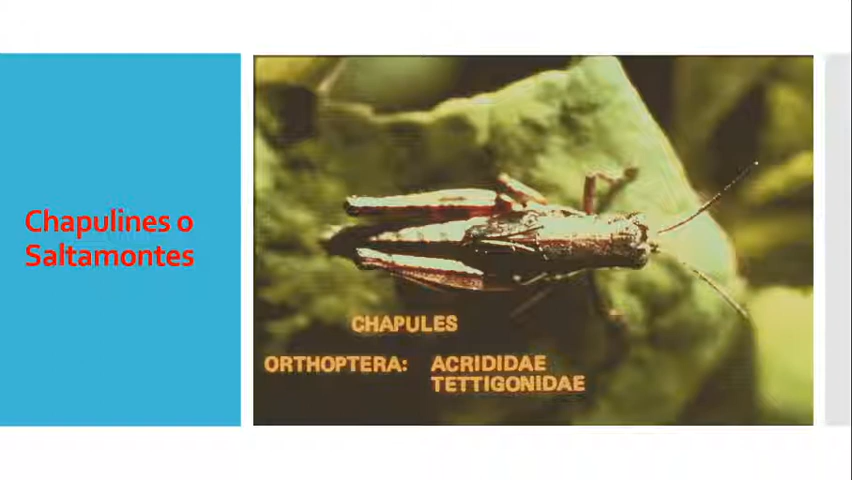 Chapulines o
Saltamontes
CHAPULES
ORTHOPTERA: ACRIDIDAE
TETTIGONIDAE